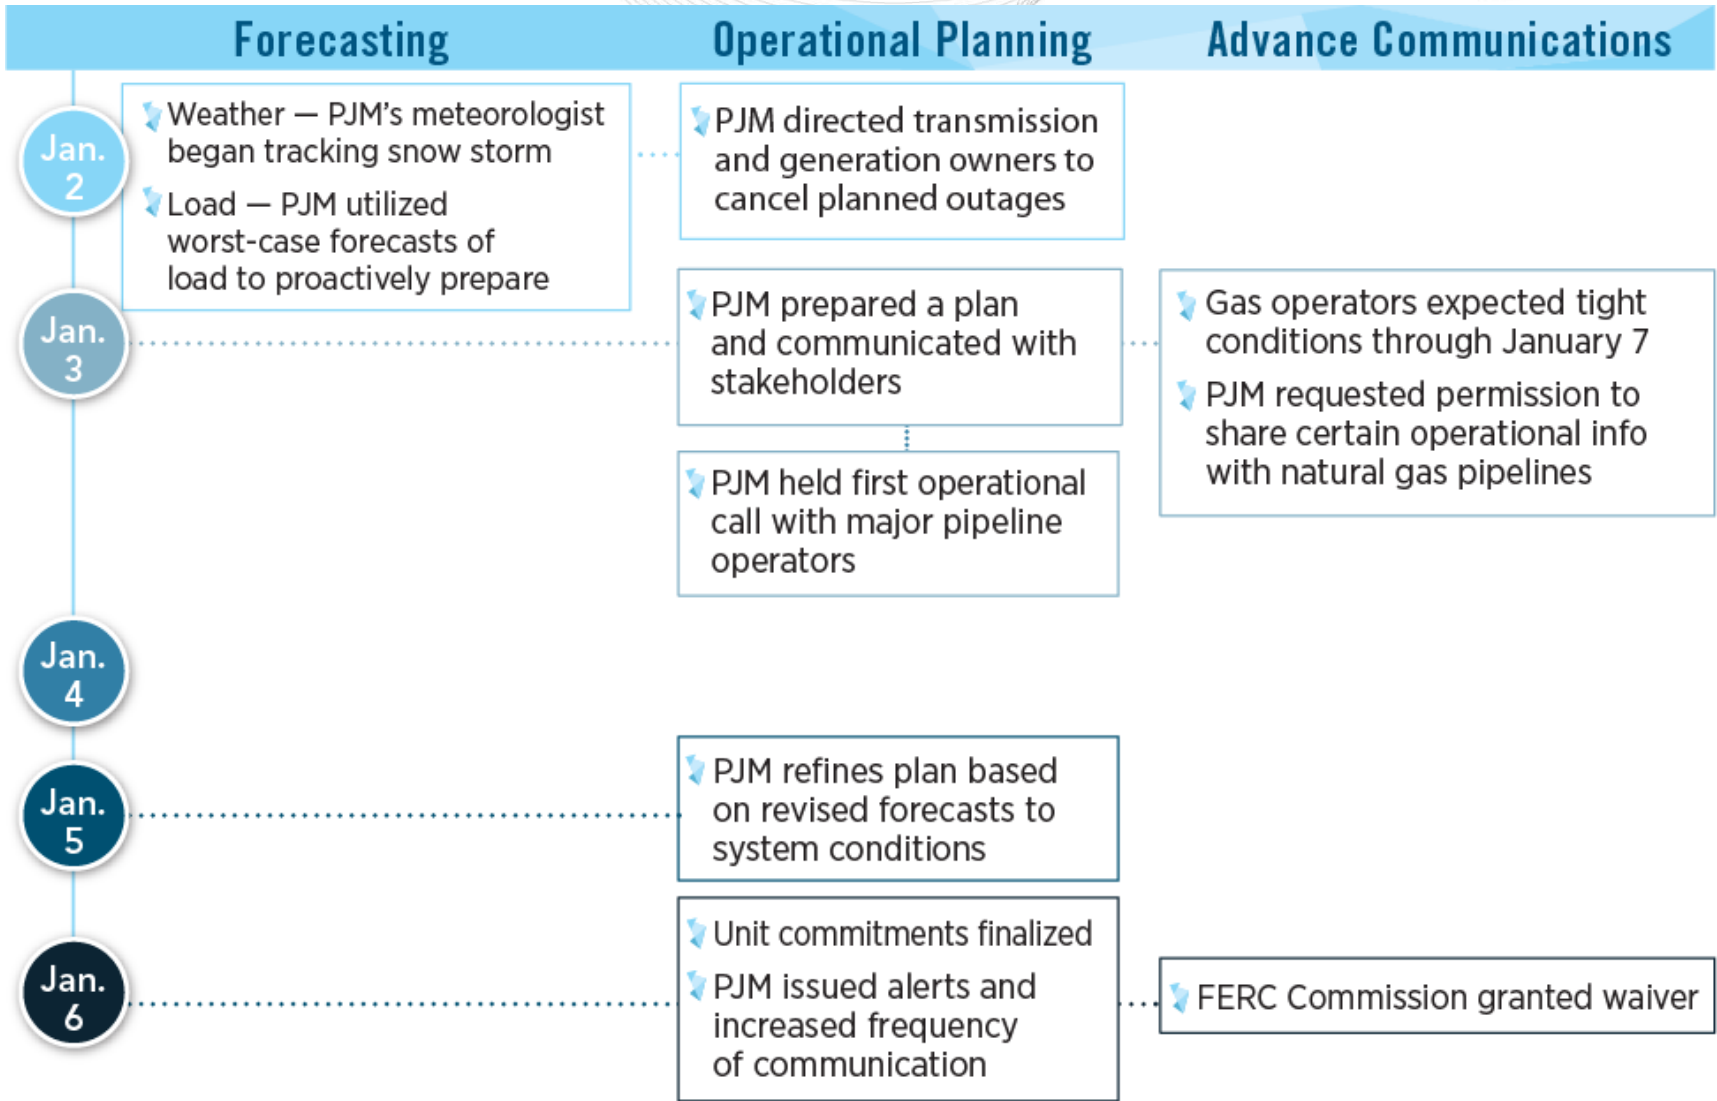 Forecasting
Operational Planning
Advance Communications
Jan.
2
Weather — PJM's meteorologist
began tracking snow storm
Load — PJM utilized
worst-case forecasts of
load to proactively prepare
PJM directed transmission
and generation owners to
cancel planned outages
Jan.
3
PJM prepared a plan
and communicated with
stakeholders
PJM held first operational
call with major pipeline
operators
Gas operators expected tight
conditions through January 7
PJM requested permission to
share certain operational info
with natural gas pipelines
Jan.
4
Jan.
5
PJM refines plan based
on revised forecasts to
system conditions
Jan.
6
Unit commitments finalized
PJM issued alerts and
increased frequency
of communication
FERC Commission granted waiver